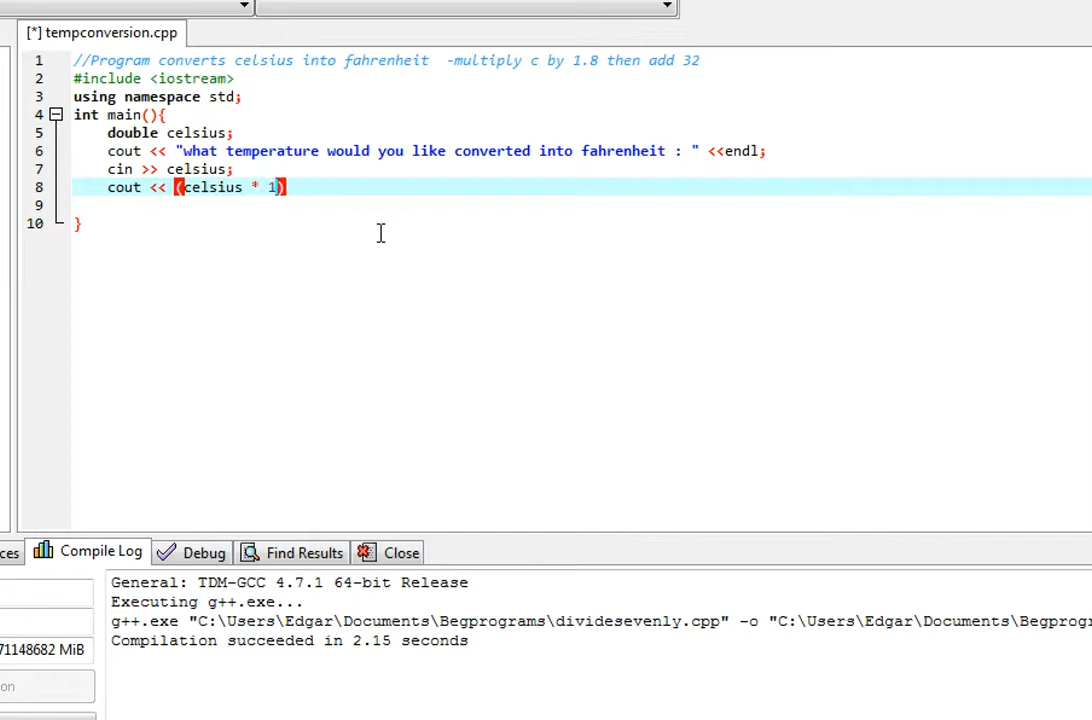 [*] tempconversion.cpp
1 //Program converts celsius into fahrenheit  -multiply c by 1.8 then add 32
2 #include <iostream>
3 using namespace std;
4 int main(){
5 double celsius;
6 cout << "what temperature would you like converted into fahrenheit : " <<endl;
7 cin >> celsius;
8 cout << (celsius * 1)
9
10 }
ces Compile Log Debug Find Results Close
General: TDM-GCC 4.7.1 64-bit Release
Executing g++.exe...
g++.exe "C:\Users\Edgar\Documents\Begprograms\dividesevenly.cpp" -o "C:\Users\Edgar\Documents\Begprogr
71148682 MiB Compilation succeeded in 2.15 seconds
on